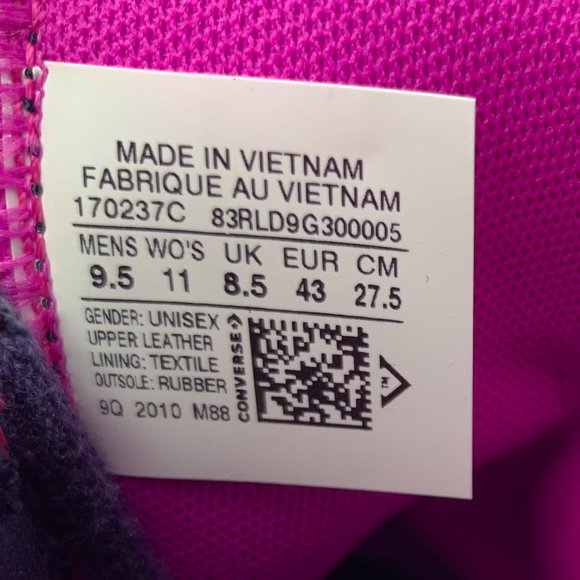 MADE IN VIETNAM
FABRIQUE AU VIETNAM
170237C 83RLD9G300005
MENS WO'S UK EUR CM
9.5 11 8.5 43 27.5
GENDER: UNISEX
UPPER LEATHER
LINING: TEXTILE
OUTSOLE: RUBBER
9Q 2010 M88
CONVERSE
TM